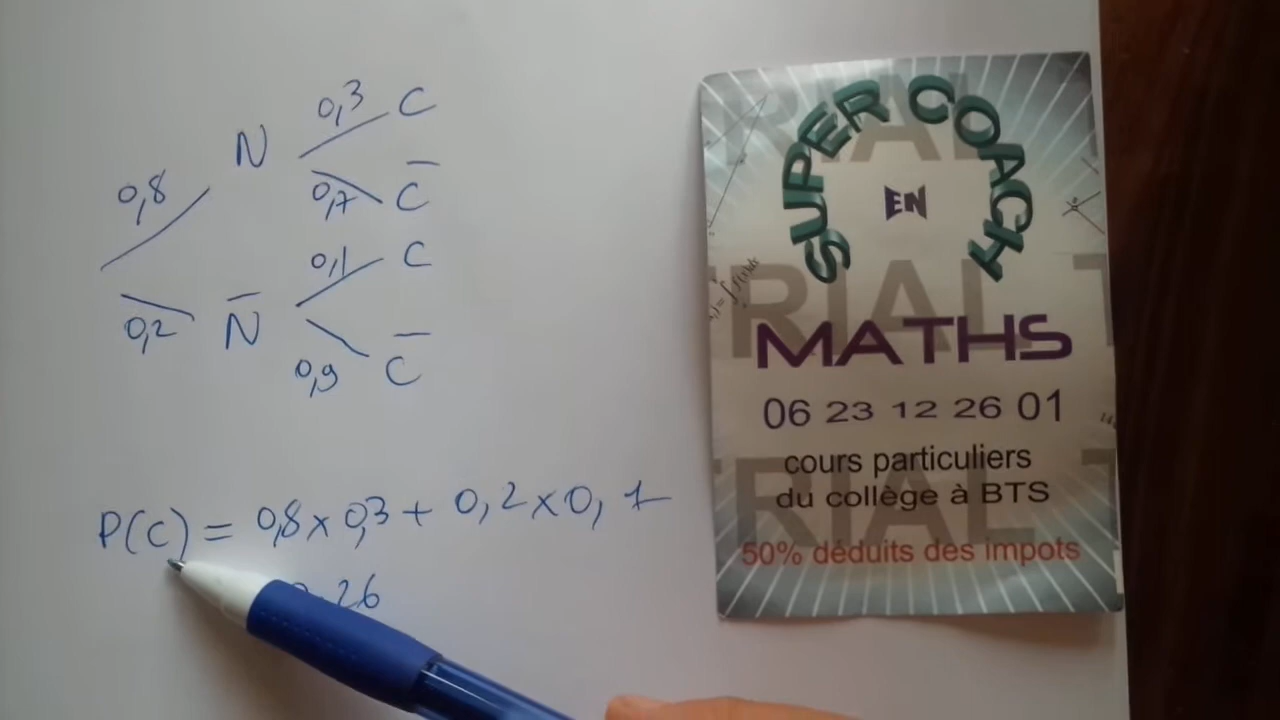 0,3 C
N
0,8
0,7 C̅
0,1 C
0,2 N̅
0,9 C̅
P(C) = 0,8 x 0,3 + 0,2 x 0,1
26
SUPER COACH
EN
MATHS
06 23 12 26 01
cours particuliers
du collège à BTS
50% déduits des impots